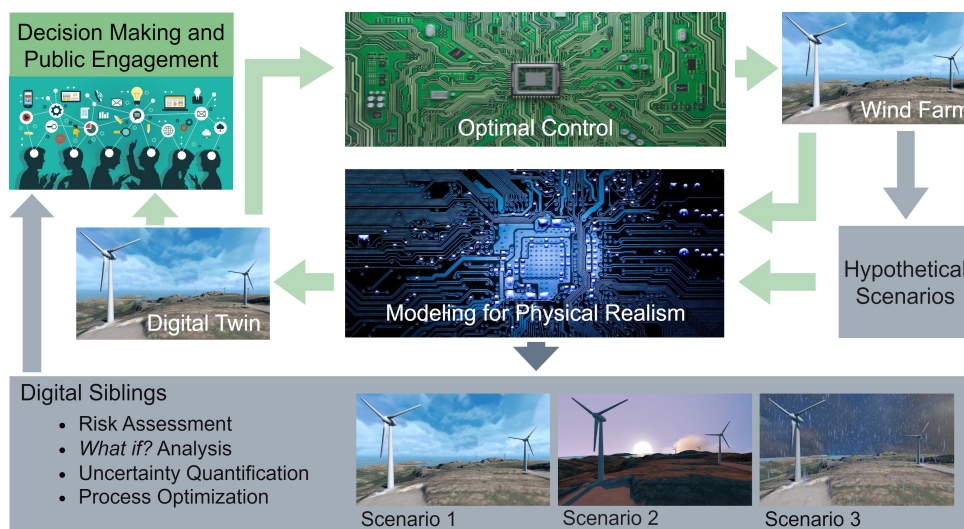 Decision Making and
Public Engagement
Optimal Control
Wind Farm
Hypothetical
Scenarios
Modeling for Physical Realism
Digital Twin
Digital Siblings
• Risk Assessment
• What if? Analysis
• Uncertainty Quantification
• Process Optimization
Scenario 1
Scenario 2
Scenario 3